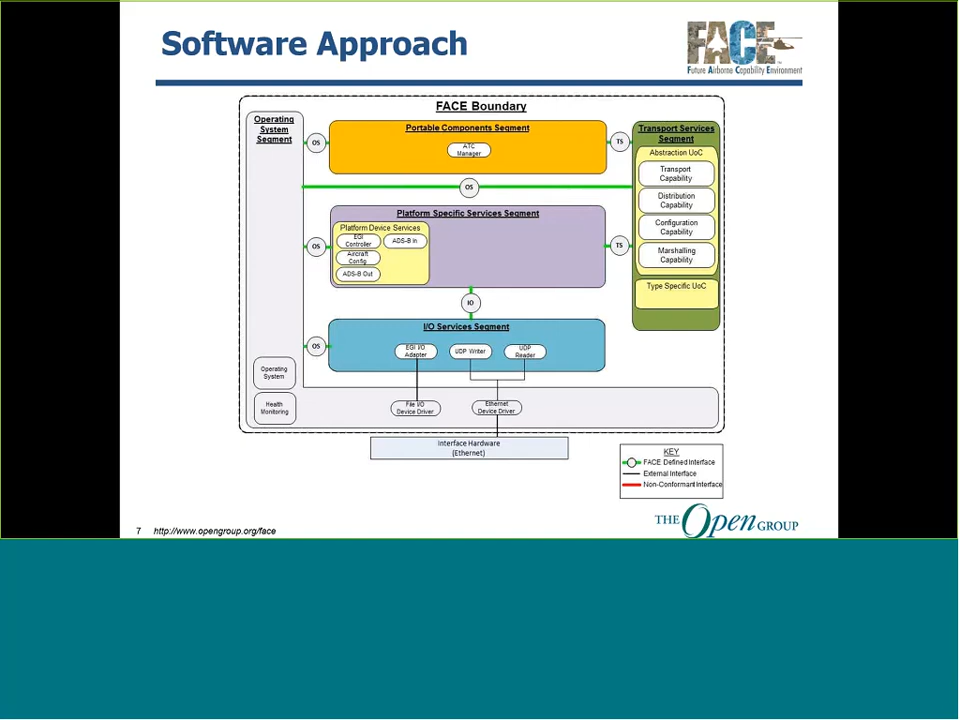 Software Approach
FACE
Future Airborne Capability Environment
FACE Boundary
Operating
System
Segment
Portable Components Segment
ATC
Manager
Transport Services
Segment
Abstraction UoC
Transport
Capability
Distribution
Capability
Configuration
Capability
Marshalling
Capability
Type Specific UoC
OS
TS
OS
Platform Specific Services Segment
Platform Device Services
EGI
Controller
ADS-B In
Aircraft
Config
ADS-B Out
OS
TS
IO
I/O Services Segment
EGI I/O
Adapter
UDP Writer
UDP
Reader
OS
Operating
System
Health
Monitoring
File I/O
Device Driver
Ethernet
Device Driver
Interface Hardware
(Ethernet)
KEY
FACE Defined Interface
External Interface
Non-Conformant Interface
7 http://www.opengroup.org/face
THE Open GROUP